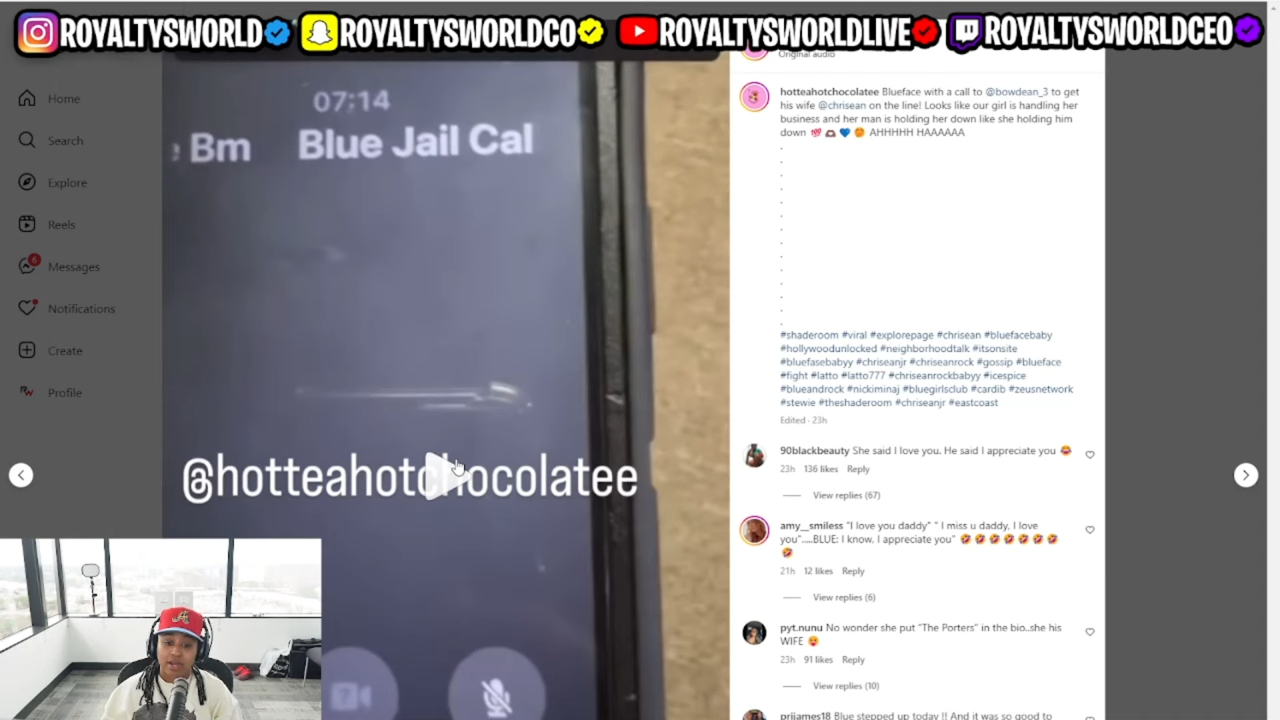 ROYALTYSWORLD ROYALTYSWORLDCO ROYALTYSWORLDLIVE ROYALTYSWORLDCEO
Home
Search
Explore
Reels
6
Messages
Notifications
Create
Profile
07:14
Bm Blue Jail Cal
@hotteahotchocolatee
Original audio
hotteahotchocolatee Blueface with a call to @bowdean_3 to get
his wife @chrisean on the line! Looks like our girl is handling her
business and her man is holding her down like she holding him
down 💯 🫶🏽 💙 🥰 AHHHHH HAAAAAA
.
.
.
.
.
.
.
.
.
.
.
.
.
.
#shaderoom #viral #explorepage #chrisean #bluefacebaby
#hollywoodunlocked #neighborhoodtalk #itsonsite
#bluefasebabyy #chriseanjr #chriseanrock #gossip #blueface
#fight #latto #latto777 #chriseanrockbabyy #icespice
#blueandrock #nickiminaj #bluegirlsclub #cardib #zeusnetwork
#stewie #theshaderoom #chriseanjr #eastcoast
Edited · 23h
90blackbeauty She said I love you. He said I appreciate you 😂
23h 136 likes Reply
View replies (67)
amy__smiless "I love you daddy" " I miss u daddy, I love
you".....BLUE: I know, I appreciate you" 🤣 🤣 🤣 🤣 🤣 🤣 🤣
🤣
21h 12 likes Reply
View replies (6)
pyt.nunu No wonder she put "The Porters" in the bio..she his
WIFE 🥰
23h 91 likes Reply
View replies (10)
prijames18 Blue stepped up today !! And it was so good to